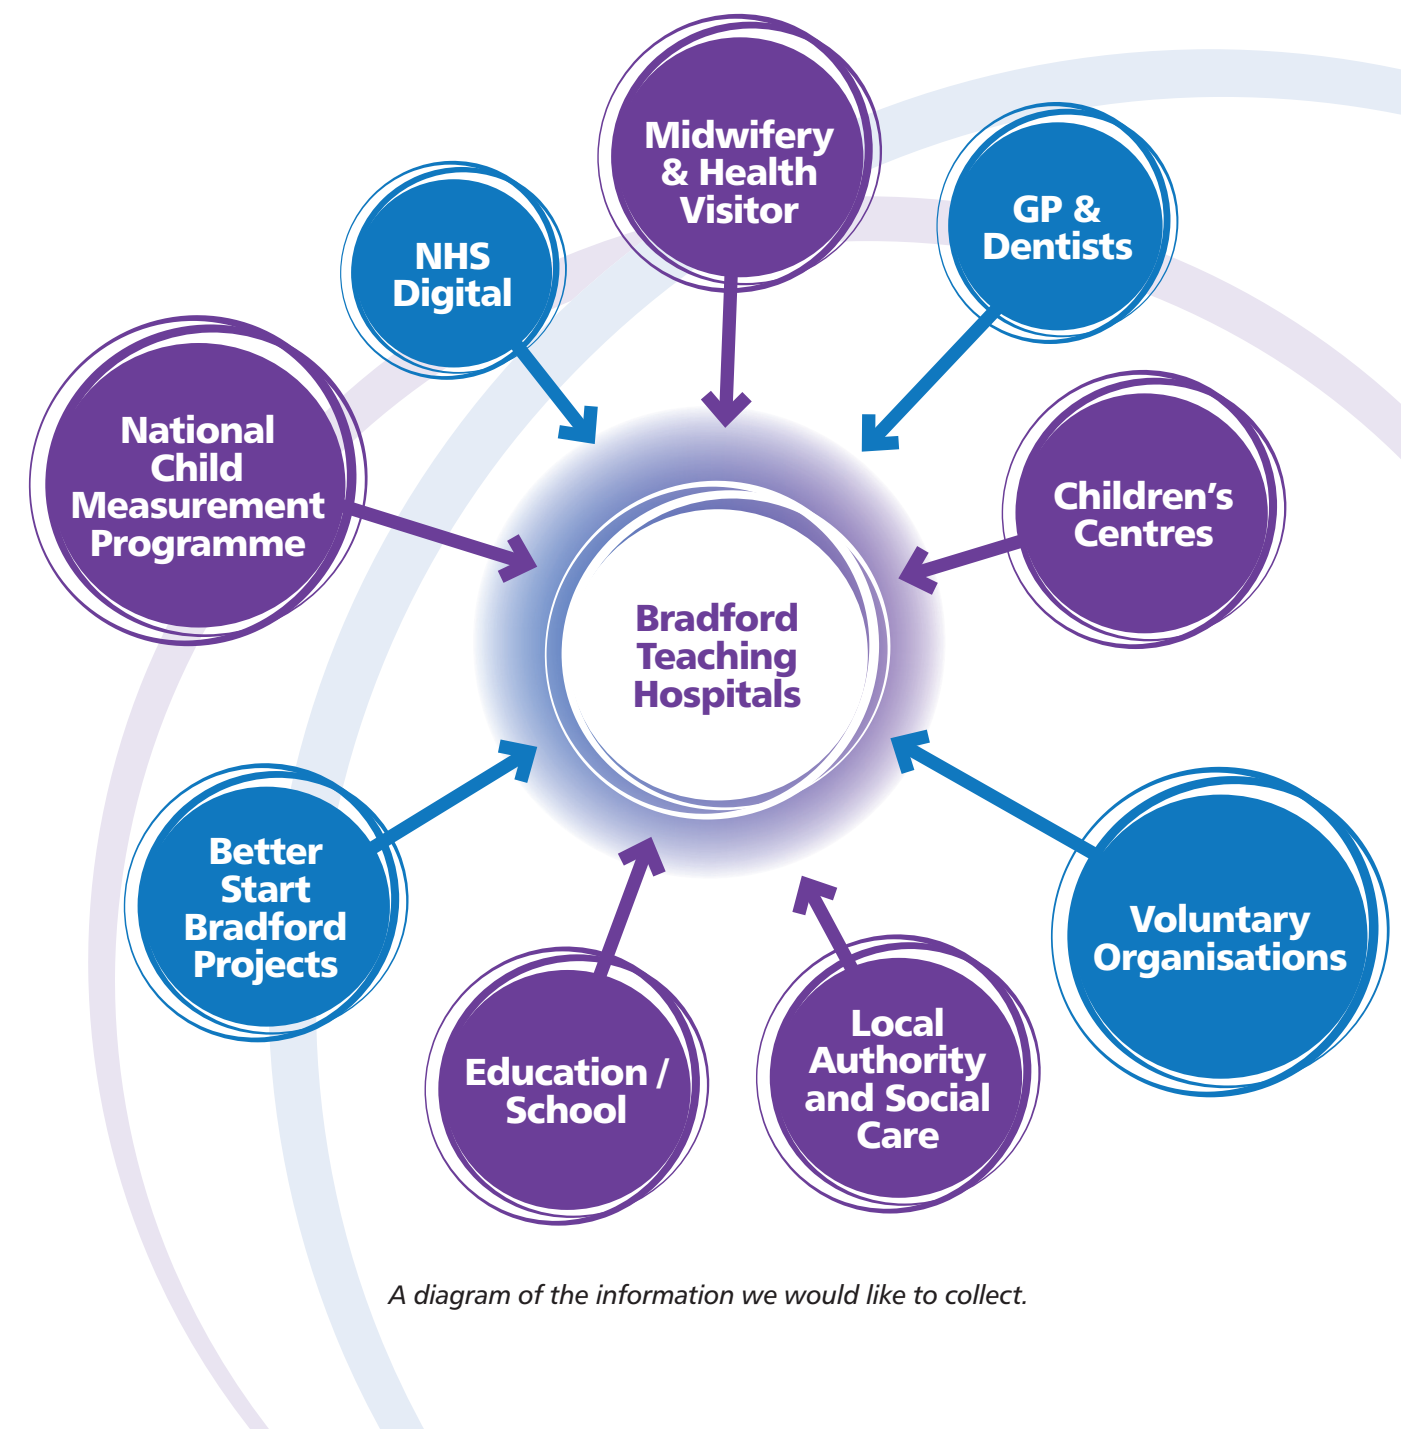 Midwifery
& Health
Visitor
GP &
Dentists
NHS
Digital
National
Child
Measurement
Programme
Children's
Centres
Bradford
Teaching
Hospitals
Better
Start
Bradford
Projects
Voluntary
Organisations
Education /
School
Local
Authority
and Social
Care
A diagram of the information we would like to collect.